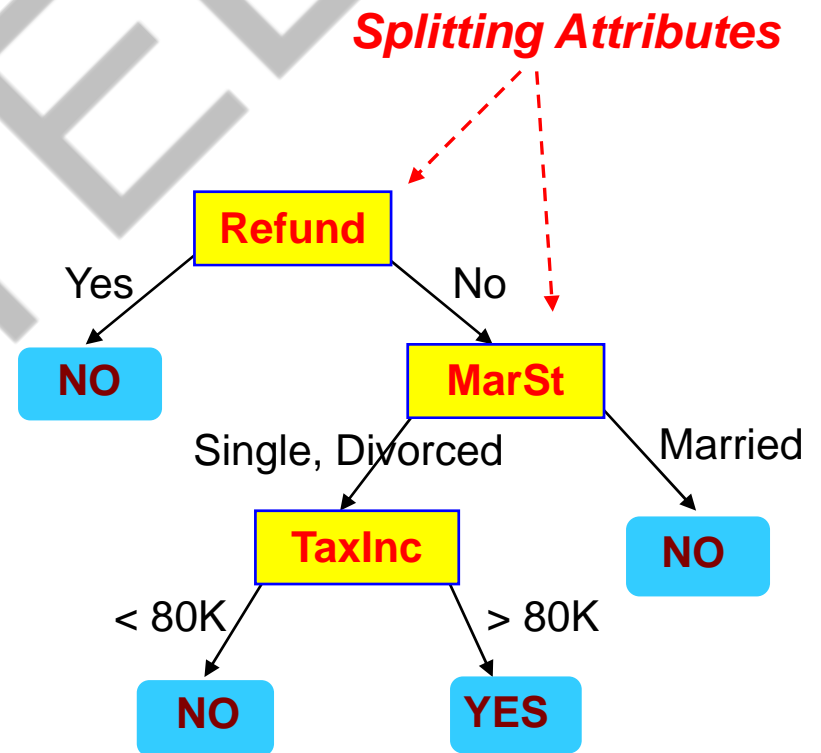 Splitting Attributes
Refund
Yes
No
NO
MarSt
Single, Divorced
Married
TaxInc
NO
< 80K
> 80K
NO
YES